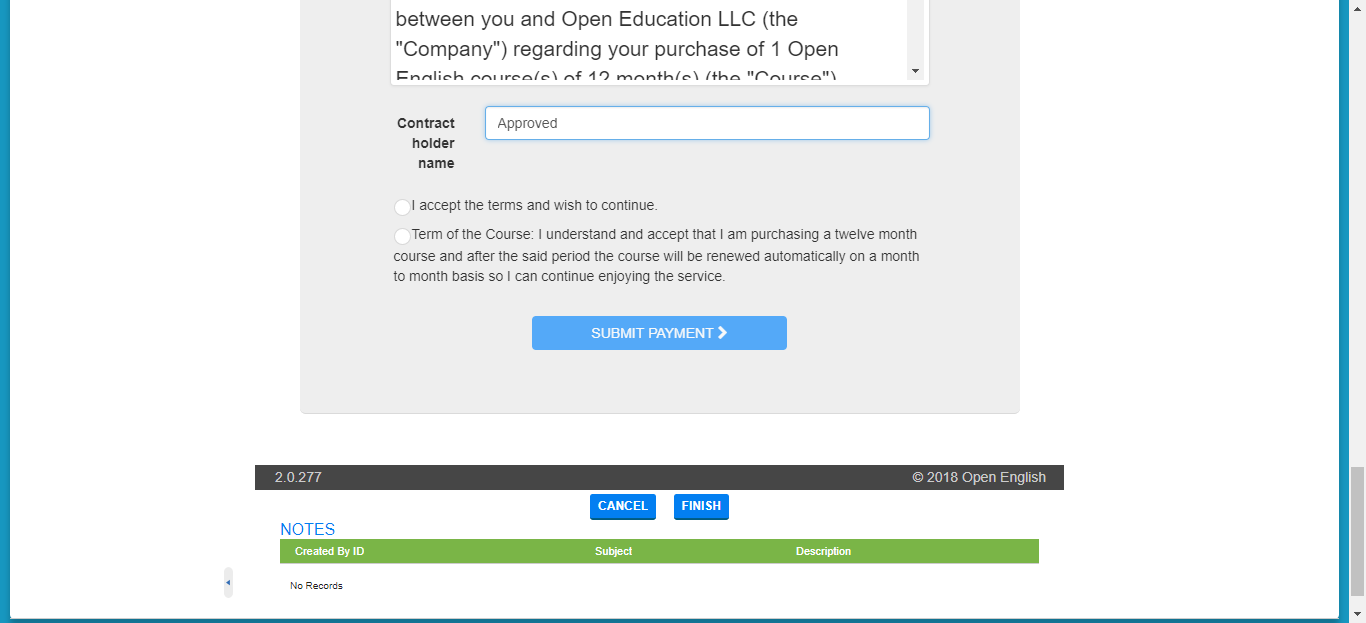 between you and Open Education LLC (the
"Company") regarding your purchase of 1 Open
English course(s) of 12 month(s) (the "Course")
Contract
holder
name
Approved
I accept the terms and wish to continue.
Term of the Course: I understand and accept that I am purchasing a twelve month
course and after the said period the course will be renewed automatically on a month
to month basis so I can continue enjoying the service.
SUBMIT PAYMENT
2.0.277 © 2018 Open English
CANCEL FINISH
NOTES
Created By ID Subject Description
No Records